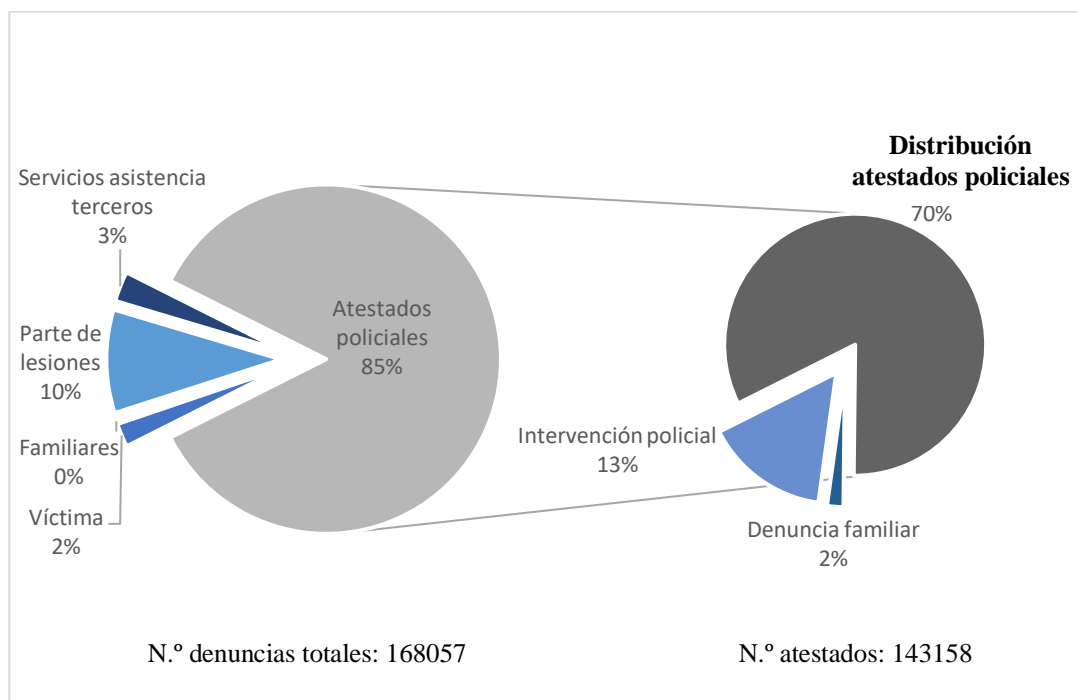 Distribución
atestados policiales
70%
Servicios asistencia
terceros
3%
Parte de
lesiones
10%
Familiares
0%
Víctima
2%
Atestados
policiales
85%
Intervención policial
13%
Denuncia familiar
2%
N.º denuncias totales: 168057
N.º atestados: 143158